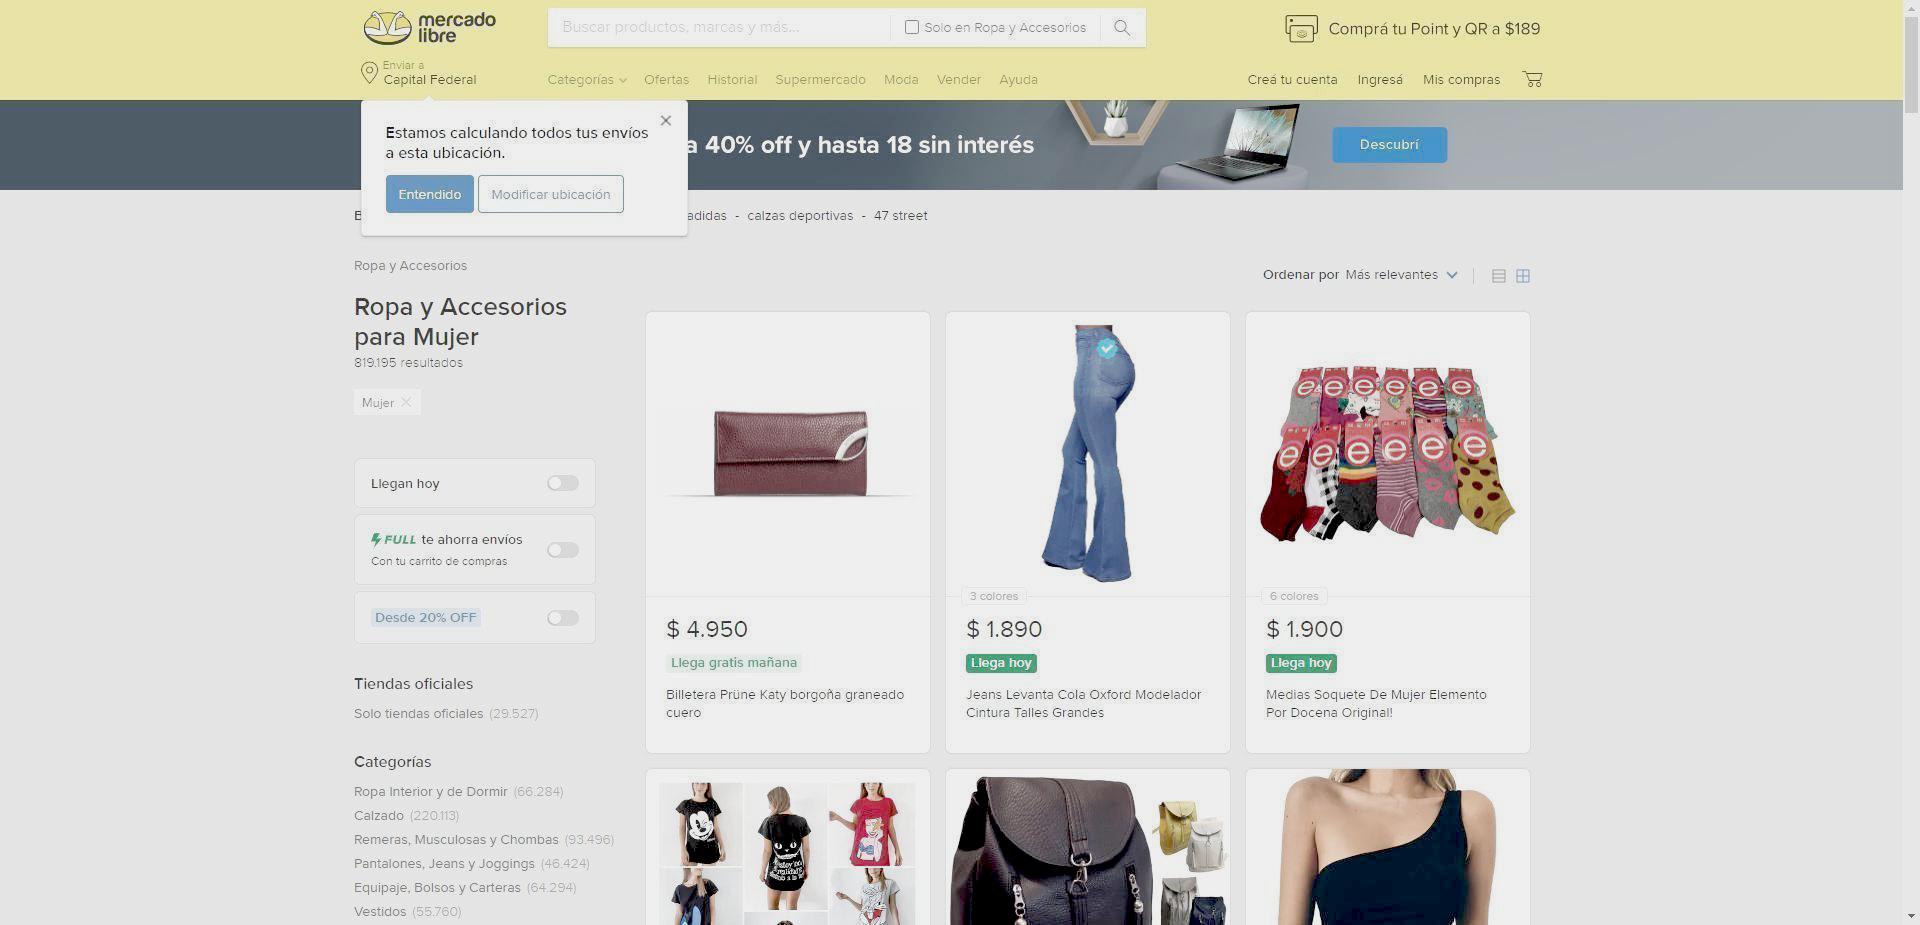 mercado
libre
Buscar productos, marcas y más...
Solo en Ropa y Accesorios
Comprá tu Point y QR a $189
Enviar a
Capital Federal
Categorías
Ofertas
Historial
Supermercado
Moda
Vender
Ayuda
Creá tu cuenta
Ingresá
Mis compras
Estamos calculando todos tus envíos
a esta ubicación.
Entendido
Modificar ubicación
a 40% off y hasta 18 sin interés
Descubrí
adidas - calzas deportivas - 47 street
Ropa y Accesorios
Ordenar por Más relevantes
Ropa y Accesorios
para Mujer
819.195 resultados
Mujer
Llegan hoy
FULL te ahorra envíos
Con tu carrito de compras
Desde 20% OFF
Tiendas oficiales
Solo tiendas oficiales (29.527)
Categorías
Ropa Interior y de Dormir (66.284)
Calzado (220.113)
Remeras, Musculosas y Chombas (93.496)
Pantalones, Jeans y Joggings (46.424)
Equipaje, Bolsos y Carteras (64.294)
Vestidos (55.760)
$ 4.950
Llega gratis mañana
Billetera Prüne Katy borgoña graneado
cuero
3 colores
$ 1.890
Llega hoy
Jeans Levanta Cola Oxford Modelador
Cintura Talles Grandes
6 colores
$ 1.900
Llega hoy
Medias Soquete De Mujer Elemento
Por Docena Original!